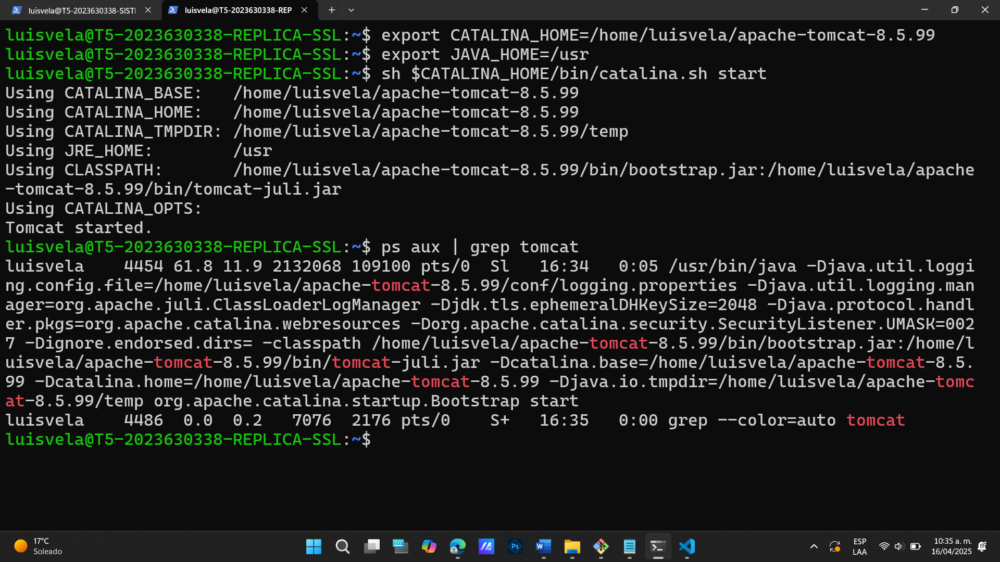 luisvela@T5-2023630338-SIST
luisvela@T5-2023630338-REP
luisvela@T5-2023630338-REPLICA-SSL:~$ export CATALINA_HOME=/home/luisvela/apache-tomcat-8.5.99
luisvela@T5-2023630338-REPLICA-SSL:~$ export JAVA_HOME=/usr
luisvela@T5-2023630338-REPLICA-SSL:~$ sh $CATALINA_HOME/bin/catalina.sh start
Using CATALINA_BASE:   /home/luisvela/apache-tomcat-8.5.99
Using CATALINA_HOME:   /home/luisvela/apache-tomcat-8.5.99
Using CATALINA_TMPDIR: /home/luisvela/apache-tomcat-8.5.99/temp
Using JRE_HOME:        /usr
Using CLASSPATH:       /home/luisvela/apache-tomcat-8.5.99/bin/bootstrap.jar:/home/luisvela/apache
-tomcat-8.5.99/bin/tomcat-juli.jar
Using CATALINA_OPTS:
Tomcat started.
luisvela@T5-2023630338-REPLICA-SSL:~$ ps aux | grep tomcat
luisvela    4454 61.8 11.9 2132068 109100 pts/0  Sl   16:34   0:05 /usr/bin/java -Djava.util.loggi
ng.config.file=/home/luisvela/apache-tomcat-8.5.99/conf/logging.properties -Djava.util.logging.man
ager=org.apache.juli.ClassLoaderLogManager -Djdk.tls.ephemeralDHKeySize=2048 -Djava.protocol.handl
er.pkgs=org.apache.catalina.webresources -Dorg.apache.catalina.security.SecurityListener.UMASK=002
7 -Dignore.endorsed.dirs= -classpath /home/luisvela/apache-tomcat-8.5.99/bin/bootstrap.jar:/home/l
uisvela/apache-tomcat-8.5.99/bin/tomcat-juli.jar -Dcatalina.base=/home/luisvela/apache-tomcat-8.5.
99 -Dcatalina.home=/home/luisvela/apache-tomcat-8.5.99 -Djava.io.tmpdir=/home/luisvela/apache-tomc
at-8.5.99/temp org.apache.catalina.startup.Bootstrap start
luisvela    4486  0.0  0.2   7076  2176 pts/0    S+   16:35   0:00 grep --color=auto tomcat
luisvela@T5-2023630338-REPLICA-SSL:~$
17°C
Soleado
Ps
W
ESP
LAA
10:35 a. m.
16/04/2025